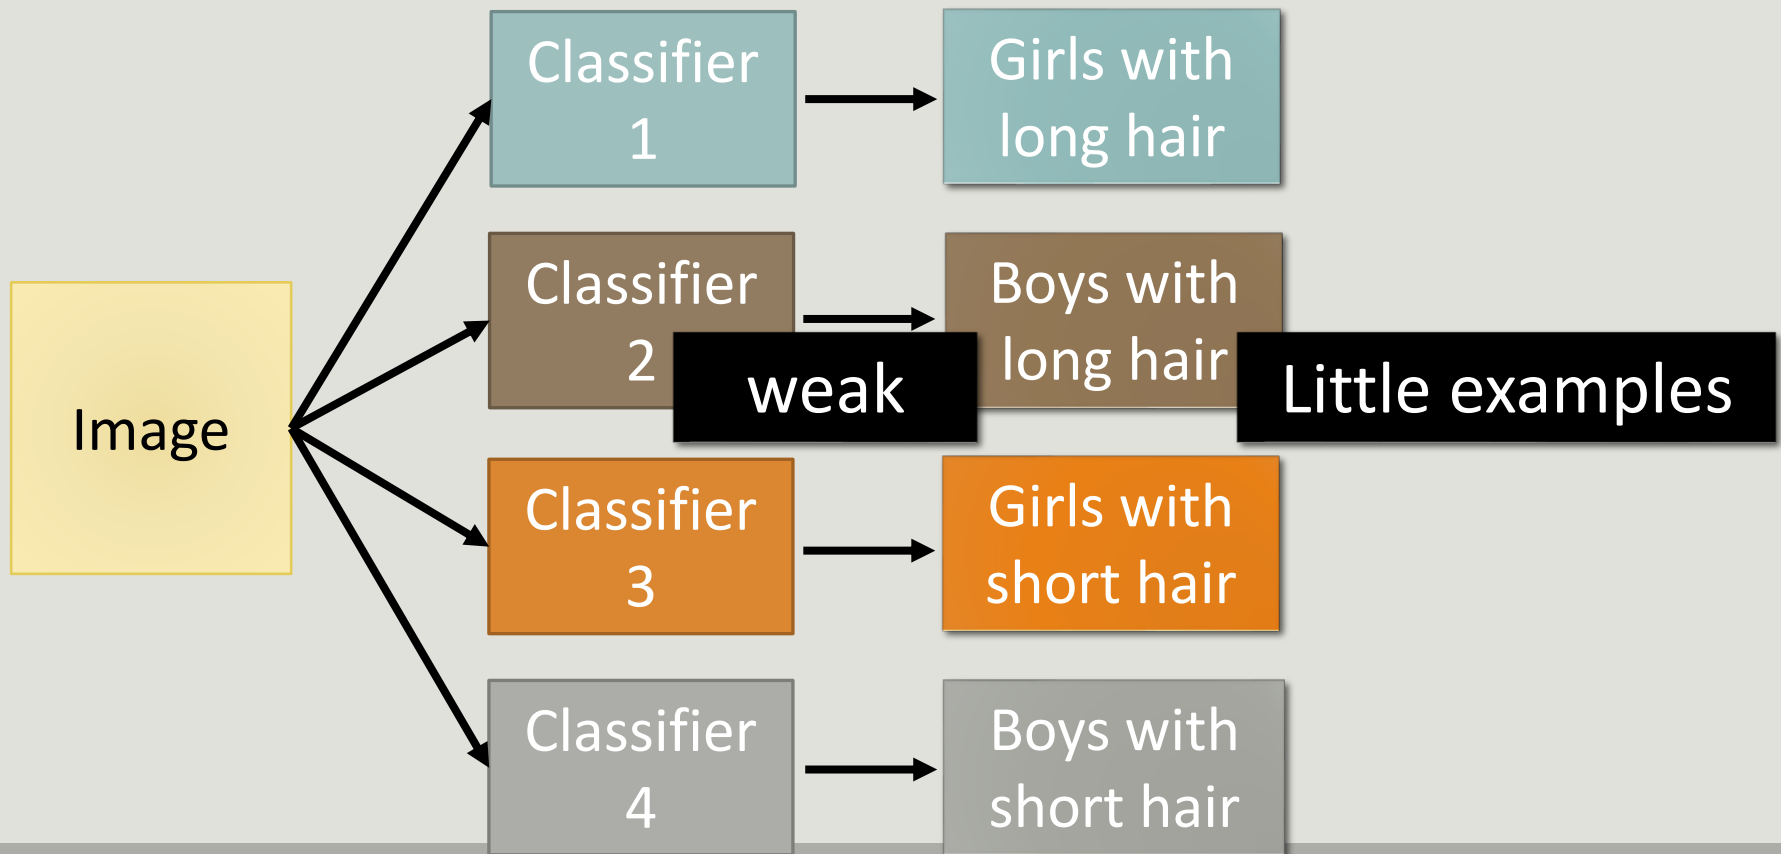 Image
Classifier
1
Girls with
long hair
Classifier
2
weak
Boys with
long hair
Little examples
Classifier
3
Girls with
short hair
Classifier
4
Boys with
short hair